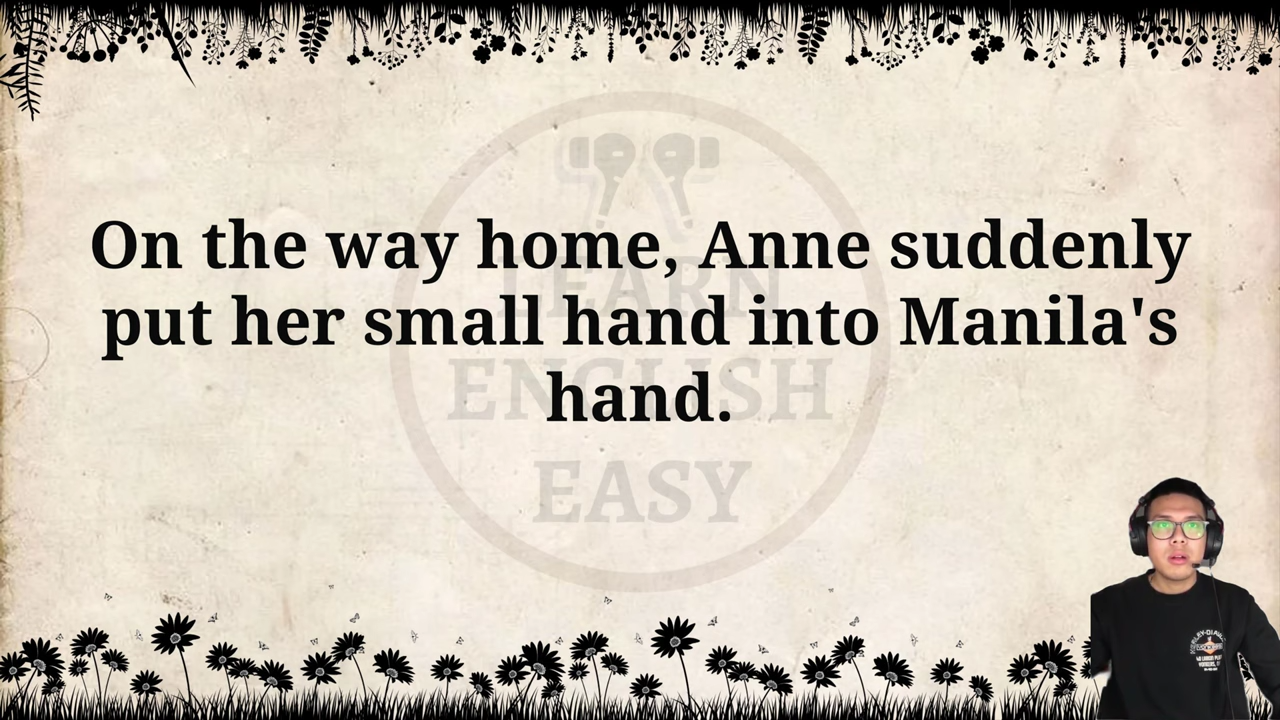 On the way home, Anne suddenly
put her small hand into Manila's
hand.
LEARN
ENGLISH
EASY